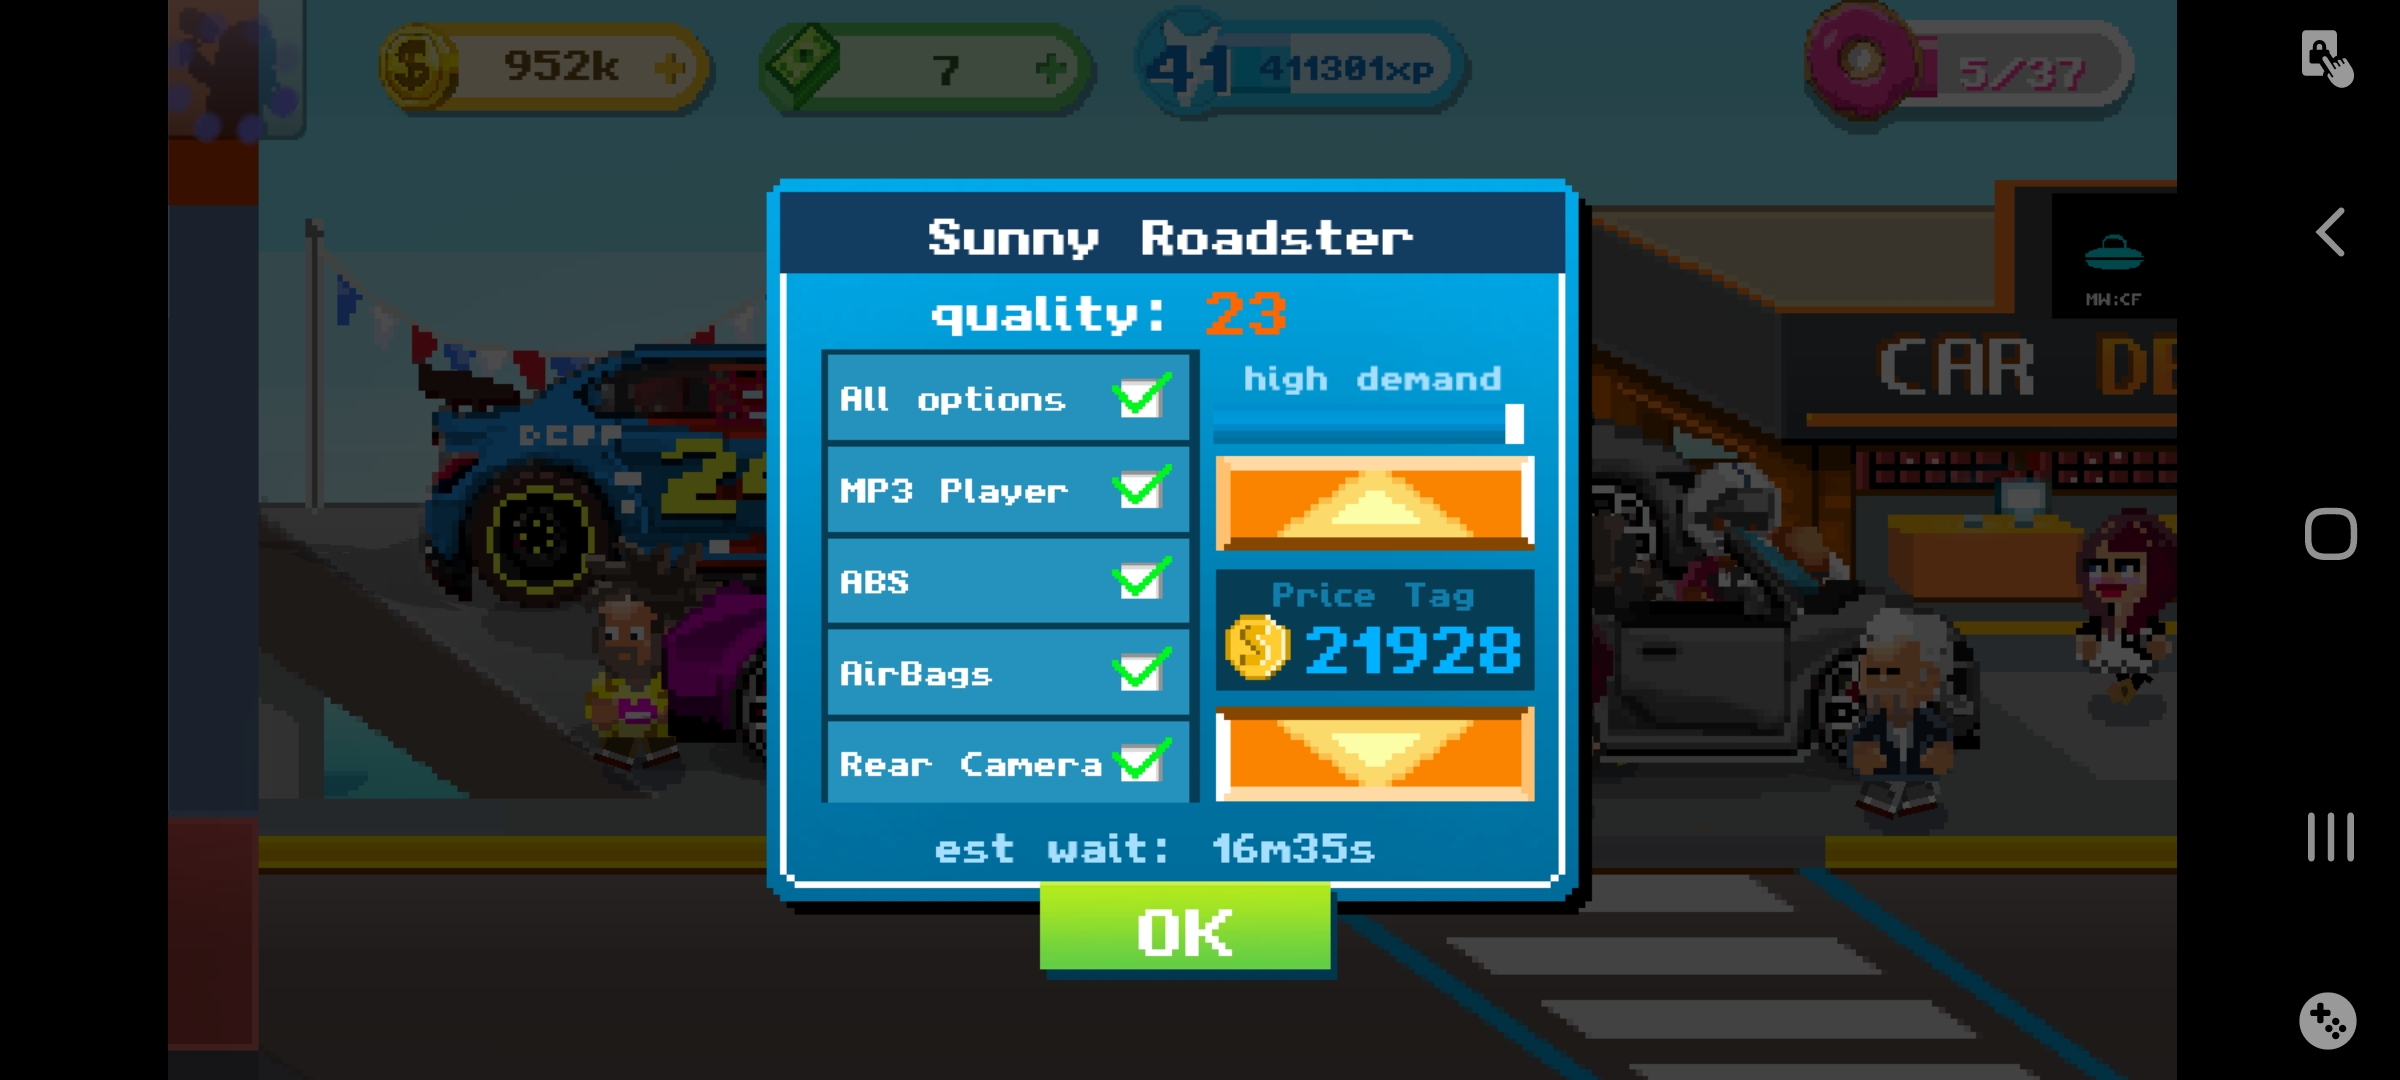 952k
7
41 411301xp
5/37
Sunny Roadster
quality: 23
All options
MP3 Player
ABS
AirBags
Rear Camera
high demand
Price Tag
21928
est wait: 16m35s
OK
MW:CF
CAR